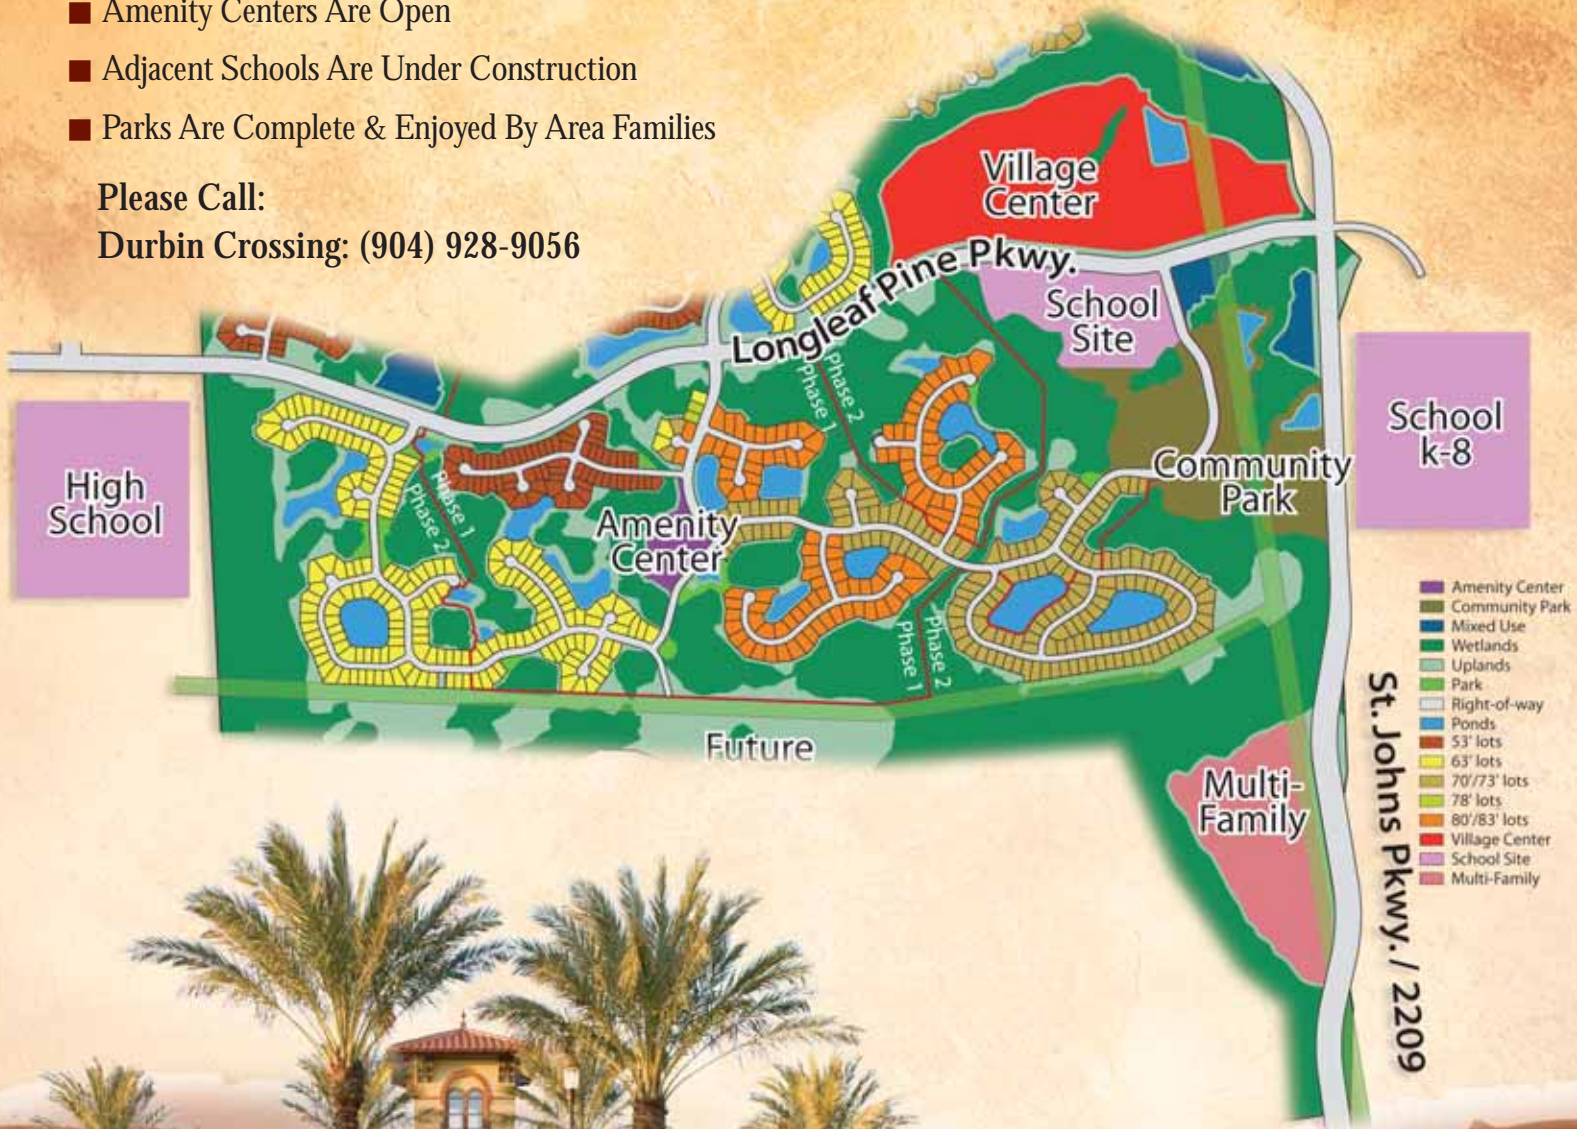 ■ Amenity Centers Are Open
■ Adjacent Schools Are Under Construction
■ Parks Are Complete & Enjoyed By Area Families
Please Call:
Durbin Crossing: (904) 928-9056
Village
Center
Longleaf Pine Pkwy.
School
Site
Phase 2
Phase 1
High
School
Phase 1
Phase 2
Amenity
Center
Community
Park
School
k-8
Phase 2
Phase 1
Future
Multi-
Family
St. Johns Pkwy. / 2209
Amenity Center
Community Park
Mixed Use
Wetlands
Uplands
Park
Right-of-way
Ponds
53' lots
63' lots
70'/73' lots
78' lots
80'/83' lots
Village Center
School Site
Multi-Family